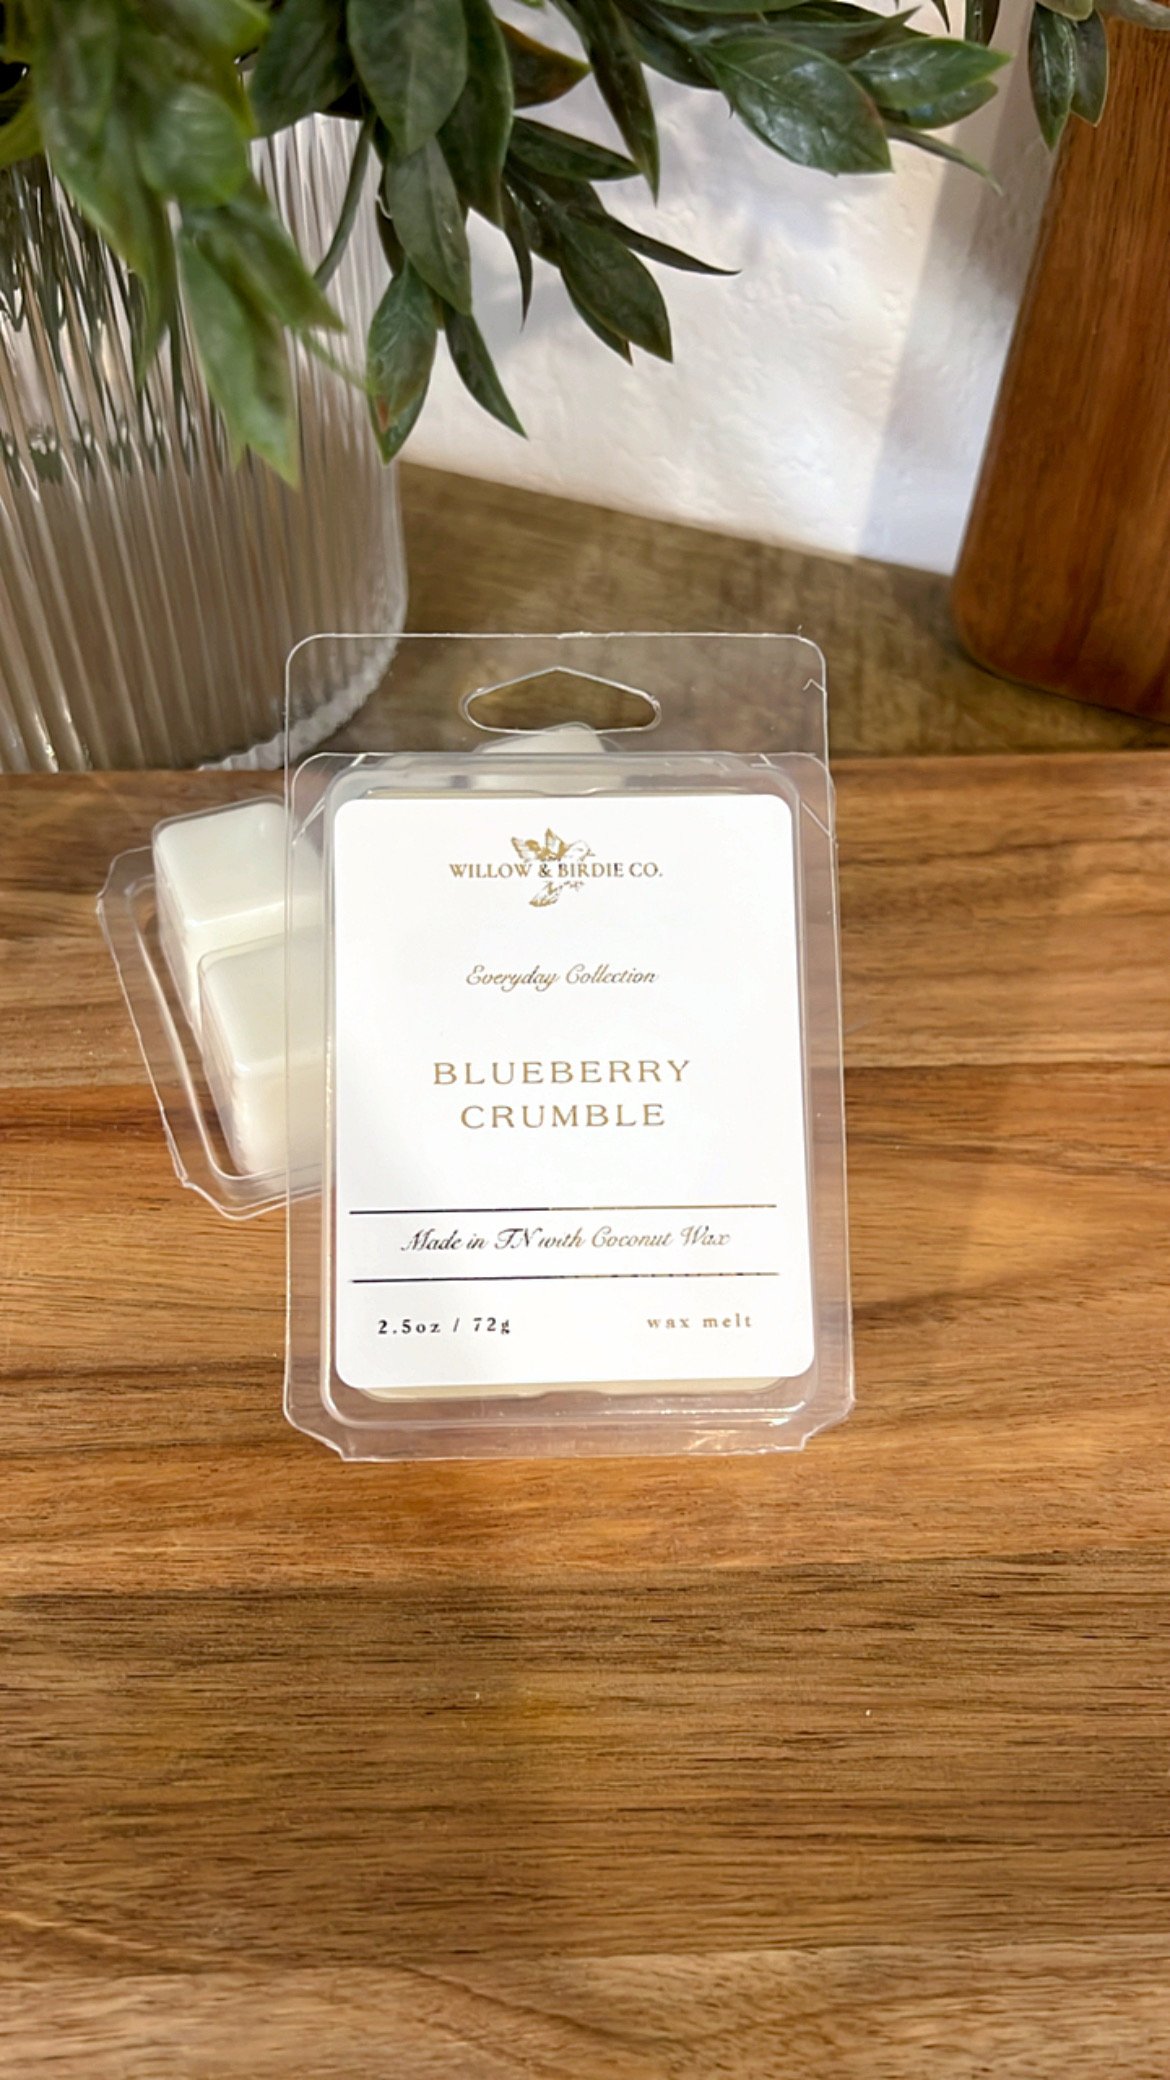 WILLOW & BIRDIE CO.
Everyday Collection
BLUEBERRY
CRUMBLE
Made in TN with Coconut Wax
2.5oz / 72g
wax melt